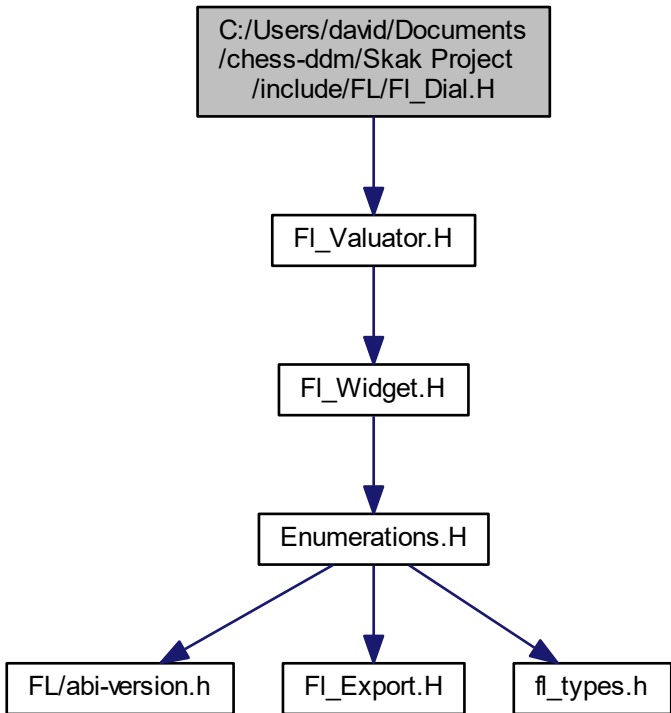 C:/Users/david/Documents
/chess-ddm/Skak Project
/include/FL/Fl_Dial.H
Fl_Valuator.H
Fl_Widget.H
Enumerations.H
FL/abi-version.h
Fl_Export.H
fl_types.h